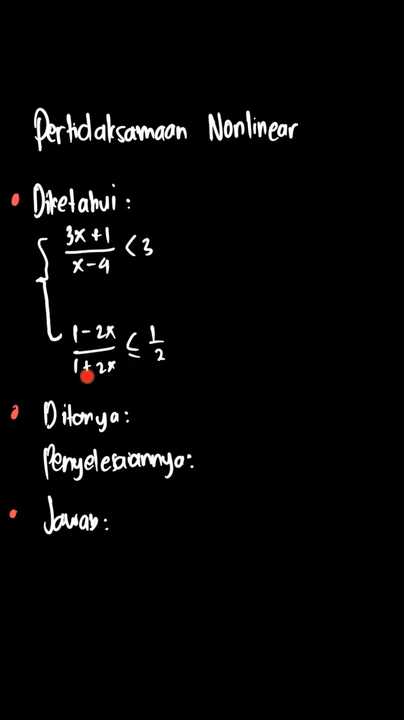 Pertidaksamaan Nonlinear
Diketahui:
3x+1 / x-4 < 3
1-2x / 1+2x ≤ 1/2
Ditanya:
Penyelesaiannya:
Jawab: